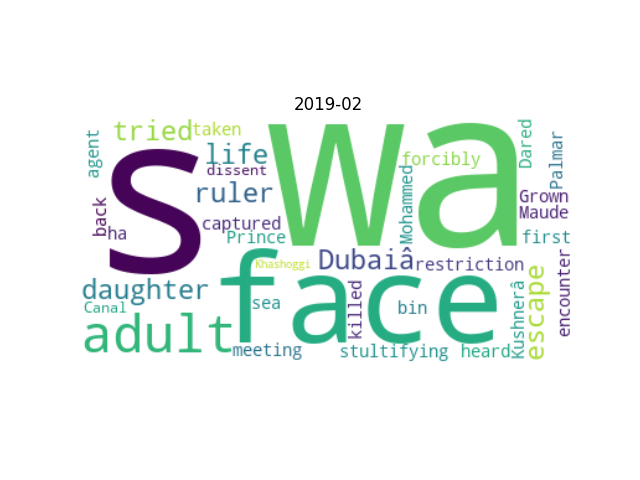 2019-02
agent
tried
taken
s
wa
Dared
Palmar
life
dissent
forcibly
ruler
Mohammed
Grown
Maude
back
ha
captured
Prince
first
Dubaiâ
restriction
Khashoggi
encounter
daughter
face
escape
Canal
sea
killed
bin
Kushnerâ
adult
meeting
stultifying
heard